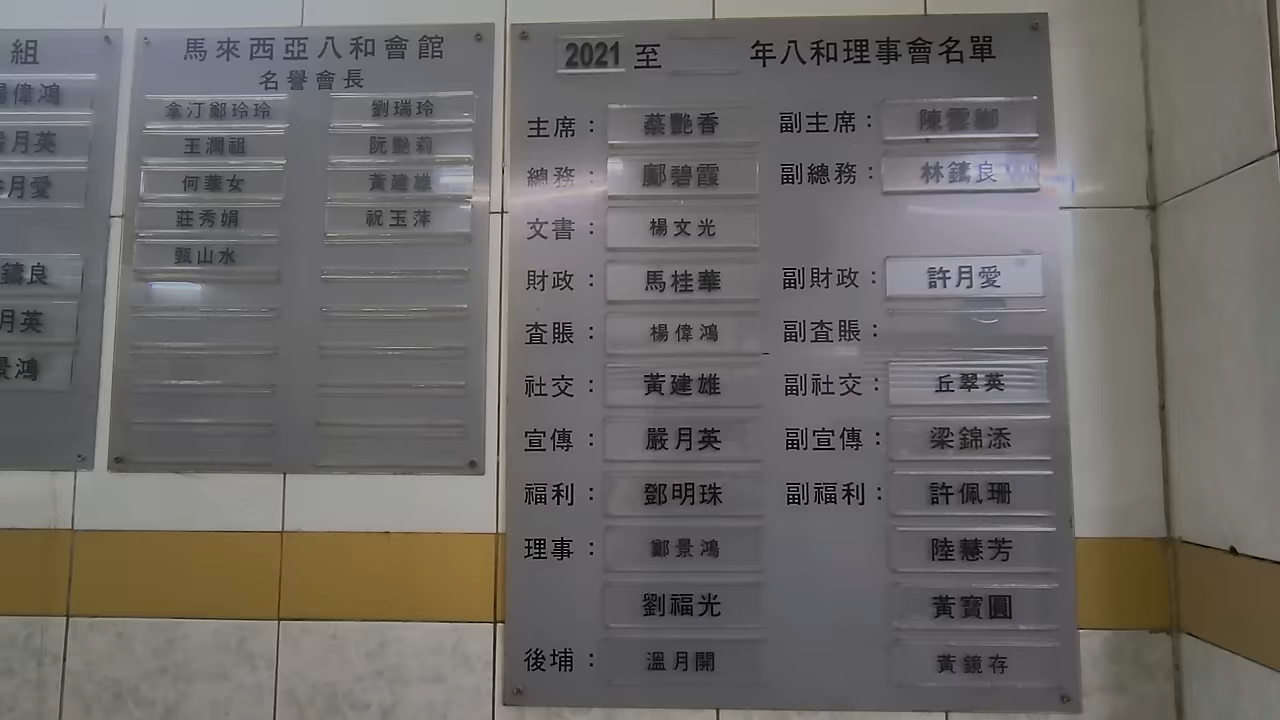 組
偉鴻
月英
月愛
鑄良
月英
景鴻
馬來西亞八和會館
名譽會長
拿汀鄭玲玲 劉瑞玲
王澗祖 阮艷莉
何華女 黃建雄
莊秀娟 祝玉萍
甄山水
2021 至 年八和理事會名單
主席： 蔡艷香 副主席： 陳雲
總務： 鄺碧霞 副總務： 林鑄良
文書： 楊文光
財政： 馬桂華 副財政： 許月愛
查賬： 楊偉鴻 副查賬：
社交： 黃建雄 副社交： 丘翠英
宣傳： 嚴月英 副宣傳： 梁錦添
福利： 鄧明珠 副福利： 許佩珊
理事： 鄭景鴻 陸慧芳
劉福光 黃寶圓
後埔： 溫月開 黃鏡存